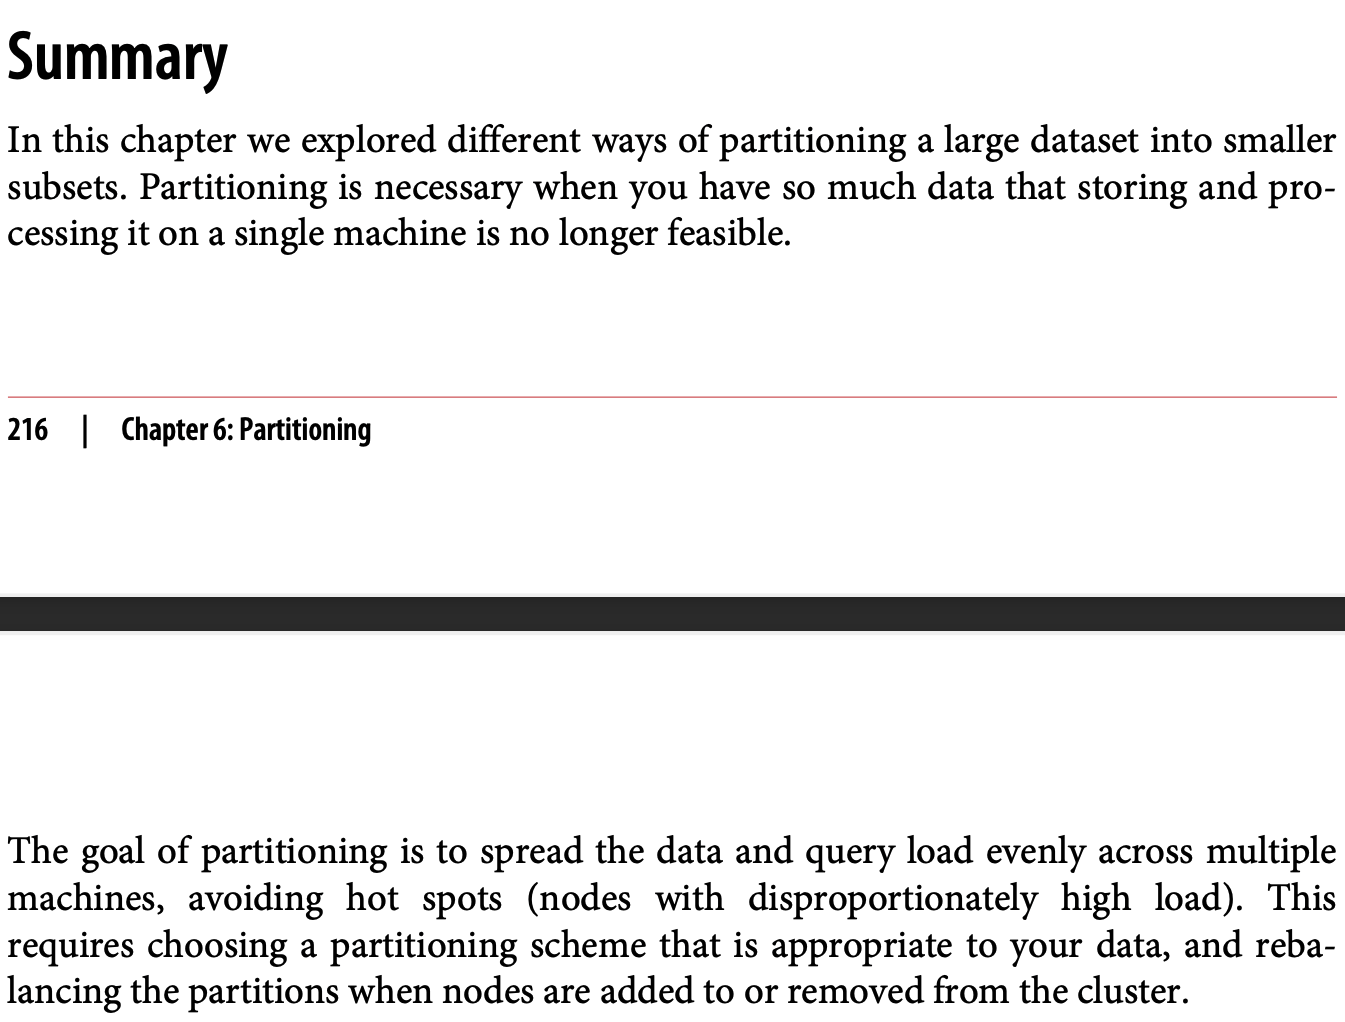 Summary
In this chapter we explored different ways of partitioning a large dataset into smaller
subsets. Partitioning is necessary when you have so much data that storing and pro-
cessing it on a single machine is no longer feasible.
216 | Chapter 6: Partitioning
The goal of partitioning is to spread the data and query load evenly across multiple
machines, avoiding hot spots (nodes with disproportionately high load). This
requires choosing a partitioning scheme that is appropriate to your data, and reba-
lancing the partitions when nodes are added to or removed from the cluster.